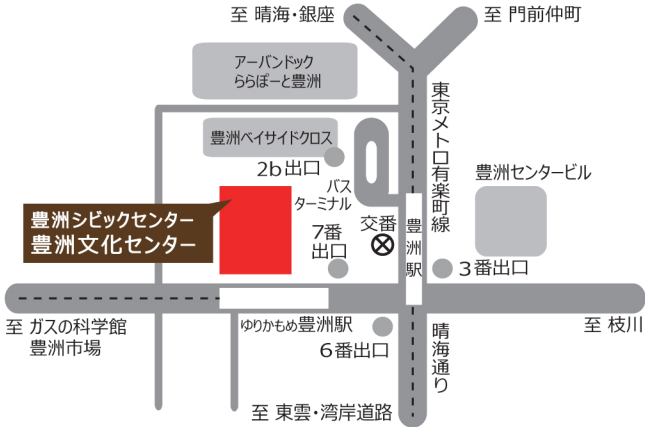 至 晴海・銀座
至 門前仲町
アーバンドック
ららぽーと豊洲
東京メトロ有楽町線
豊洲ベイサイドクロス
2b出口
バス
ターミナル
豊洲センタービル
豊洲シビックセンター
豊洲文化センター
7番
出口
交番
豊洲駅
3番出口
至 ガスの科学館
豊洲市場
ゆりかもめ豊洲駅
6番出口
晴海通り
至 枝川
至 東雲・湾岸道路